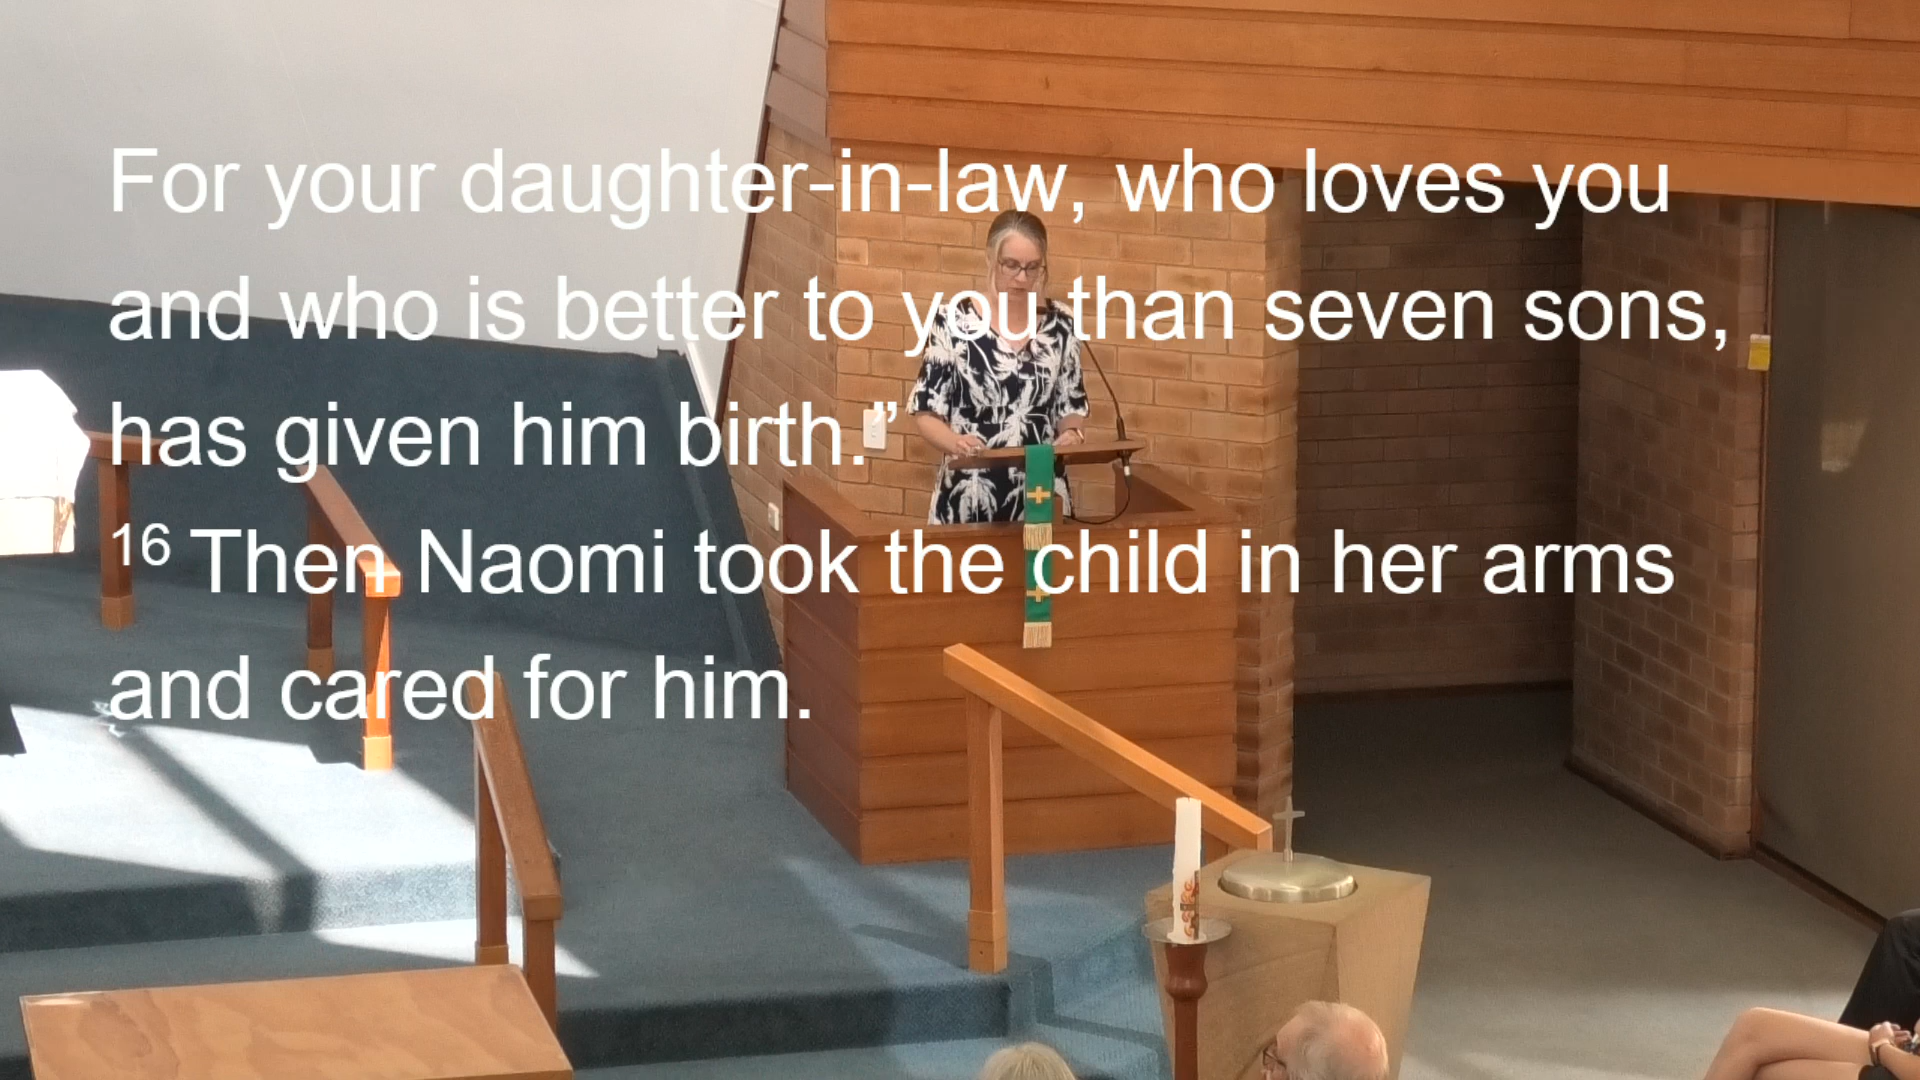 For your daughter-in-law, who loves you
and who is better to you than seven sons,
has given him birth.”
16 Then Naomi took the child in her arms
and cared for him.